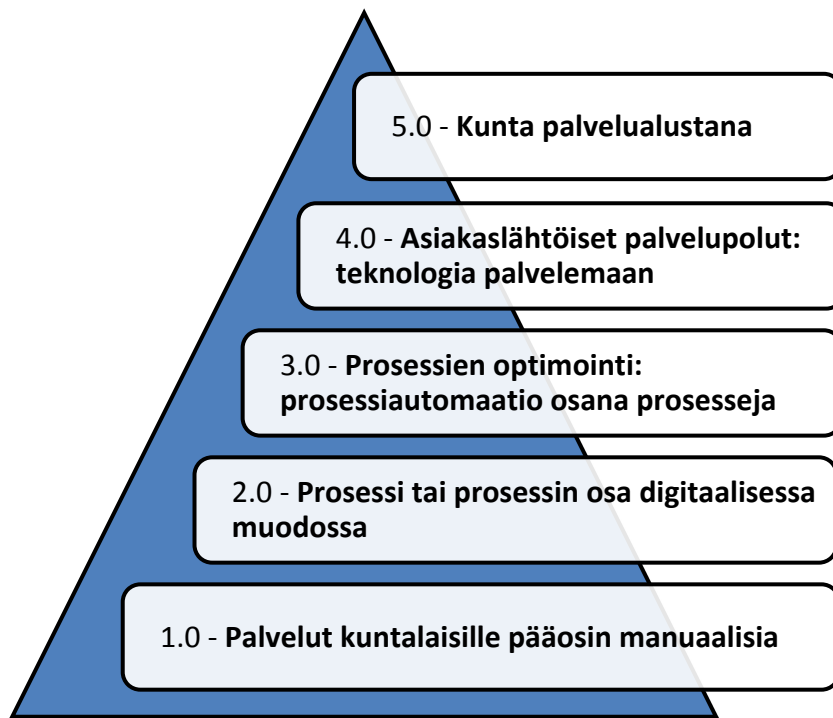 5.0 - Kunta palvelualustana
4.0 - Asiakaslähtöiset palvelupolut:
teknologia palvelemaan
3.0 - Prosessien optimointi:
prosessiautomaatio osana prosesseja
2.0 - Prosessi tai prosessin osa digitaalisessa
muodossa
1.0 - Palvelut kuntalaisille pääosin manuaalisia